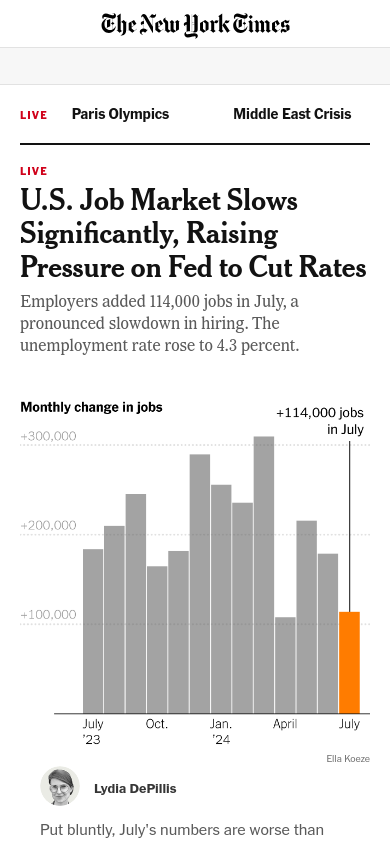 The New York Times
LIVE Paris Olympics Middle East Crisis
LIVE
U.S. Job Market Slows
Significantly, Raising
Pressure on Fed to Cut Rates
Employers added 114,000 jobs in July, a
pronounced slowdown in hiring. The
unemployment rate rose to 4.3 percent.
Monthly change in jobs
+114,000 jobs
in July
+300,000
+200,000
+100,000
July Oct. Jan. April July
’23 ’24
Ella Koeze
Lydia DePillis
Put bluntly, July’s numbers are worse than